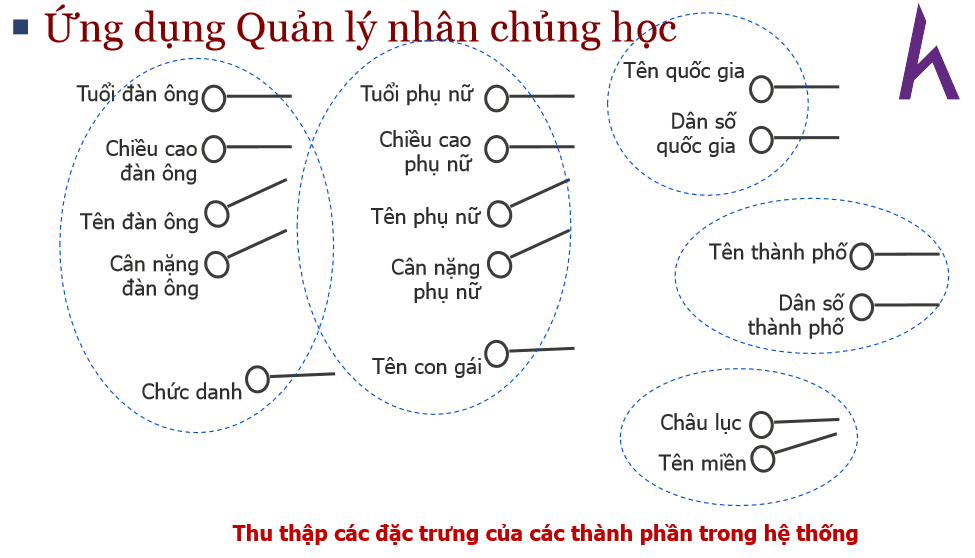 Ứng dụng Quản lý nhân chủng học
Tuổi đàn ông
Chiều cao
đàn ông
Tên đàn ông
Cân nặng
đàn ông
Chức danh
Tuổi phụ nữ
Chiều cao
phụ nữ
Tên phụ nữ
Cân nặng
phụ nữ
Tên con gái
Tên quốc gia
Dân số
quốc gia
Tên thành phố
Dân số
thành phố
Châu lục
Tên miền
Thu thập các đặc trưng của các thành phần trong hệ thống